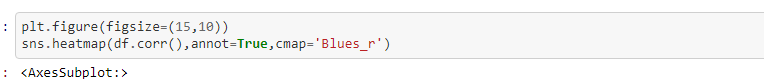 : plt.figure(figsize=(15,10))
sns.heatmap(df.corr(),annot=True,cmap='Blues_r')
: <AxesSubplot:>